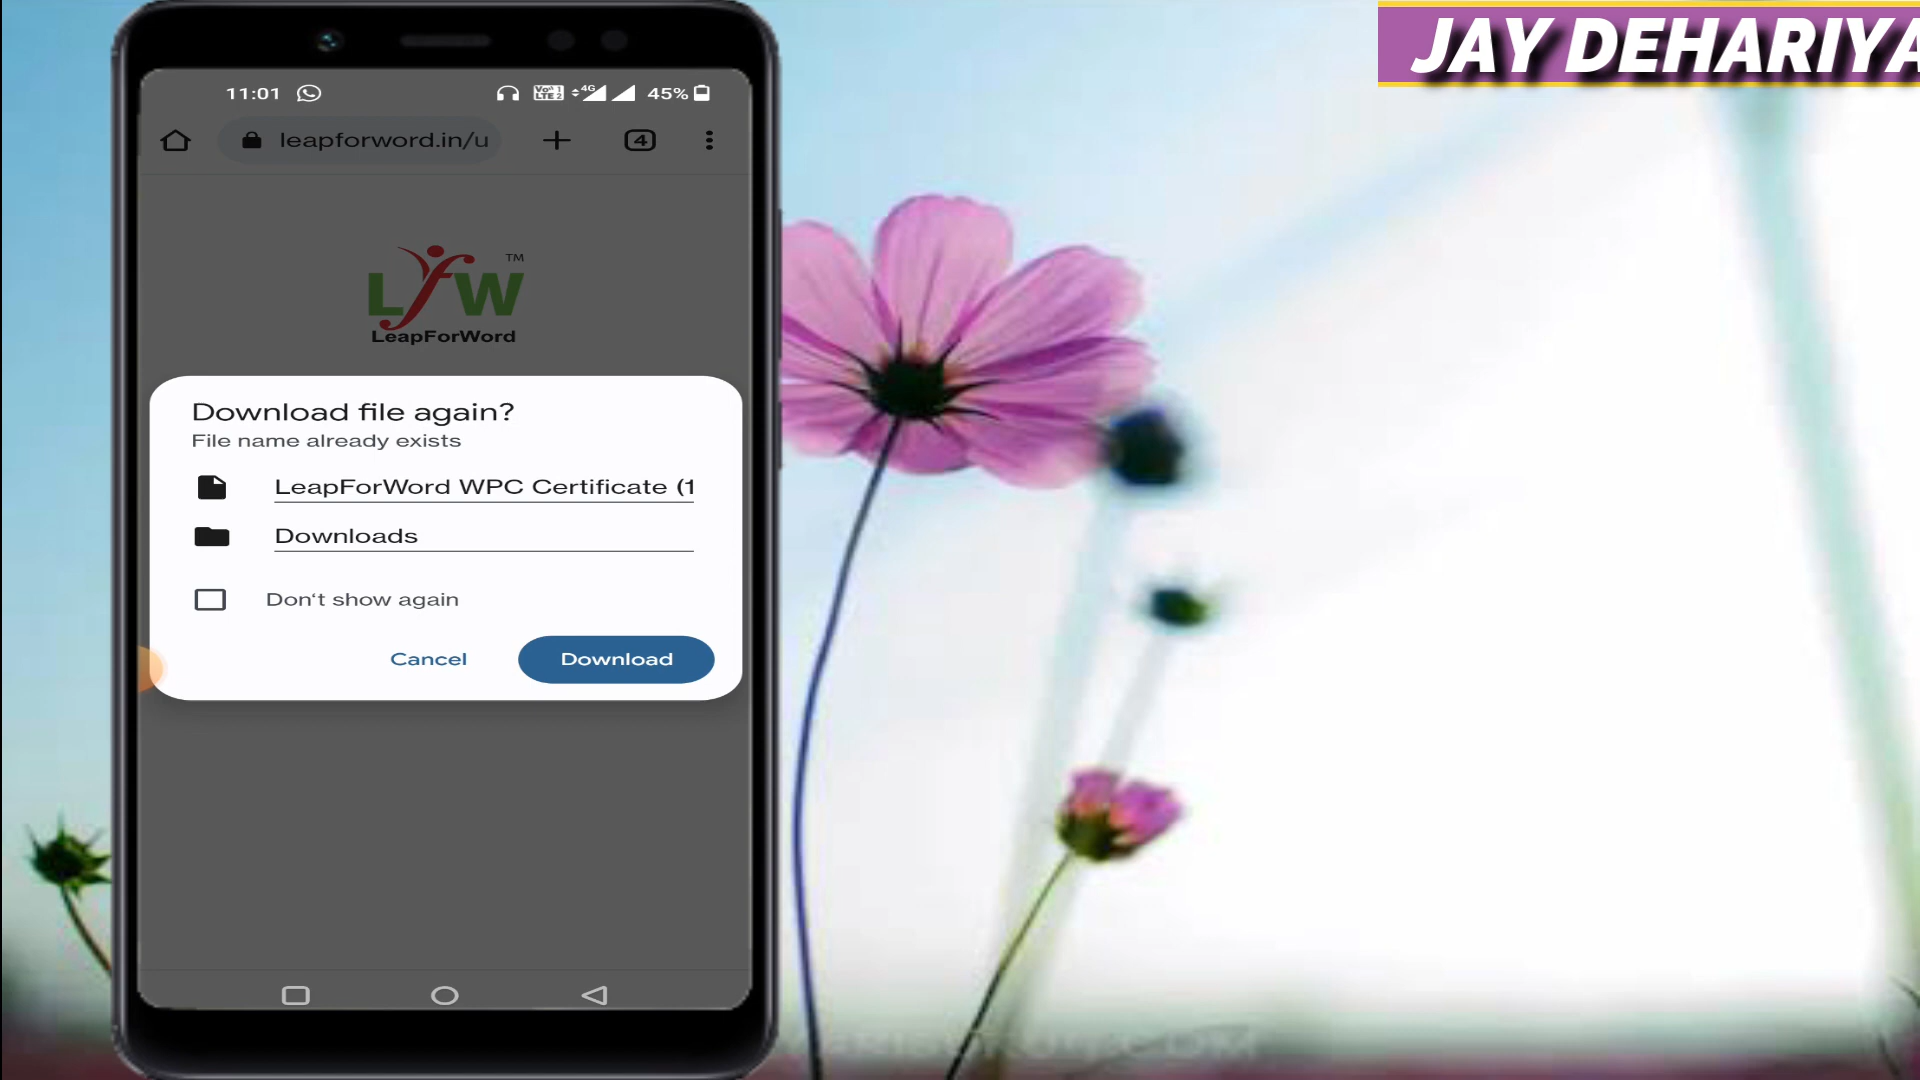 JAY DEHARIYA
11:01
4G
45%
leapforword.in/u
4
LfW TM
LeapForWord
Download file again?
File name already exists
LeapForWord WPC Certificate (1
Downloads
Don't show again
Cancel
Download